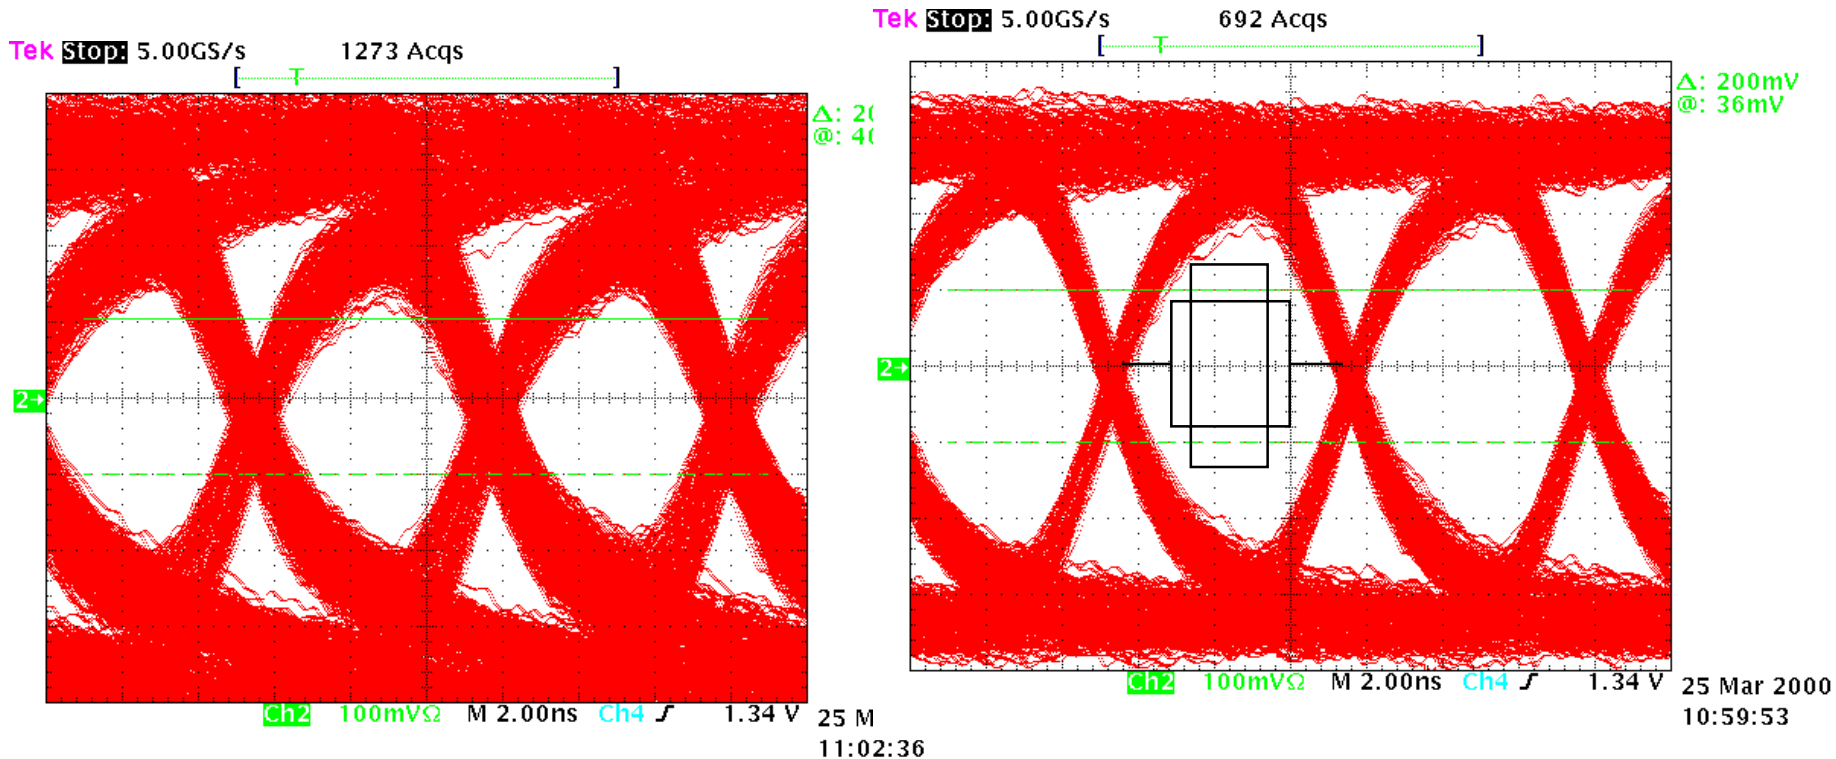 Tek Stop: 5.00GS/s 1273 Acqs
T
Δ: 20
@: 40
2→
Ch2 100mVΩ M 2.00ns Ch4 1.34 V
25 M
11:02:36
Tek Stop: 5.00GS/s 692 Acqs
T
Δ: 200mV
@: 36mV
2→
Ch2 100mVΩ M 2.00ns Ch4 1.34 V
25 Mar 2000
10:59:53